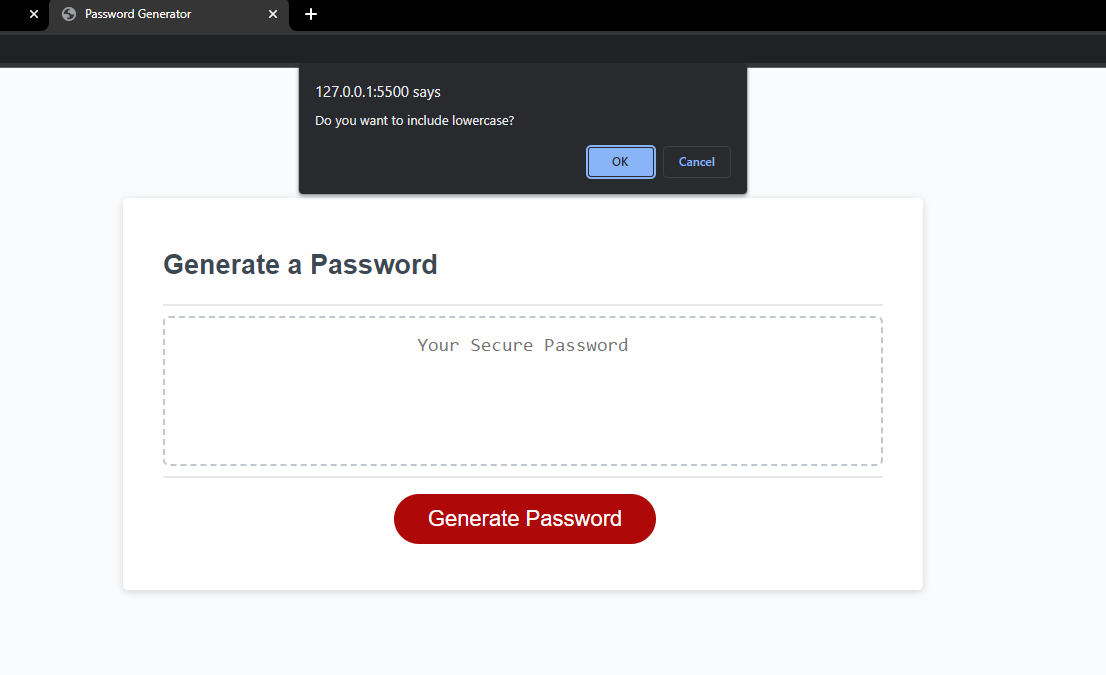 Password Generator
127.0.0.1:5500 says
Do you want to include lowercase?
OK Cancel
Generate a Password
Your Secure Password
Generate Password